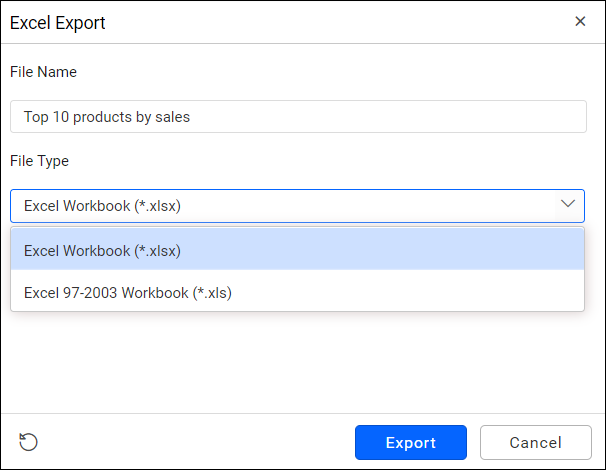 Excel Export
File Name
Top 10 products by sales
File Type
Excel Workbook (*.xlsx)
Excel Workbook (*.xlsx)
Excel 97-2003 Workbook (*.xls)
Export
Cancel